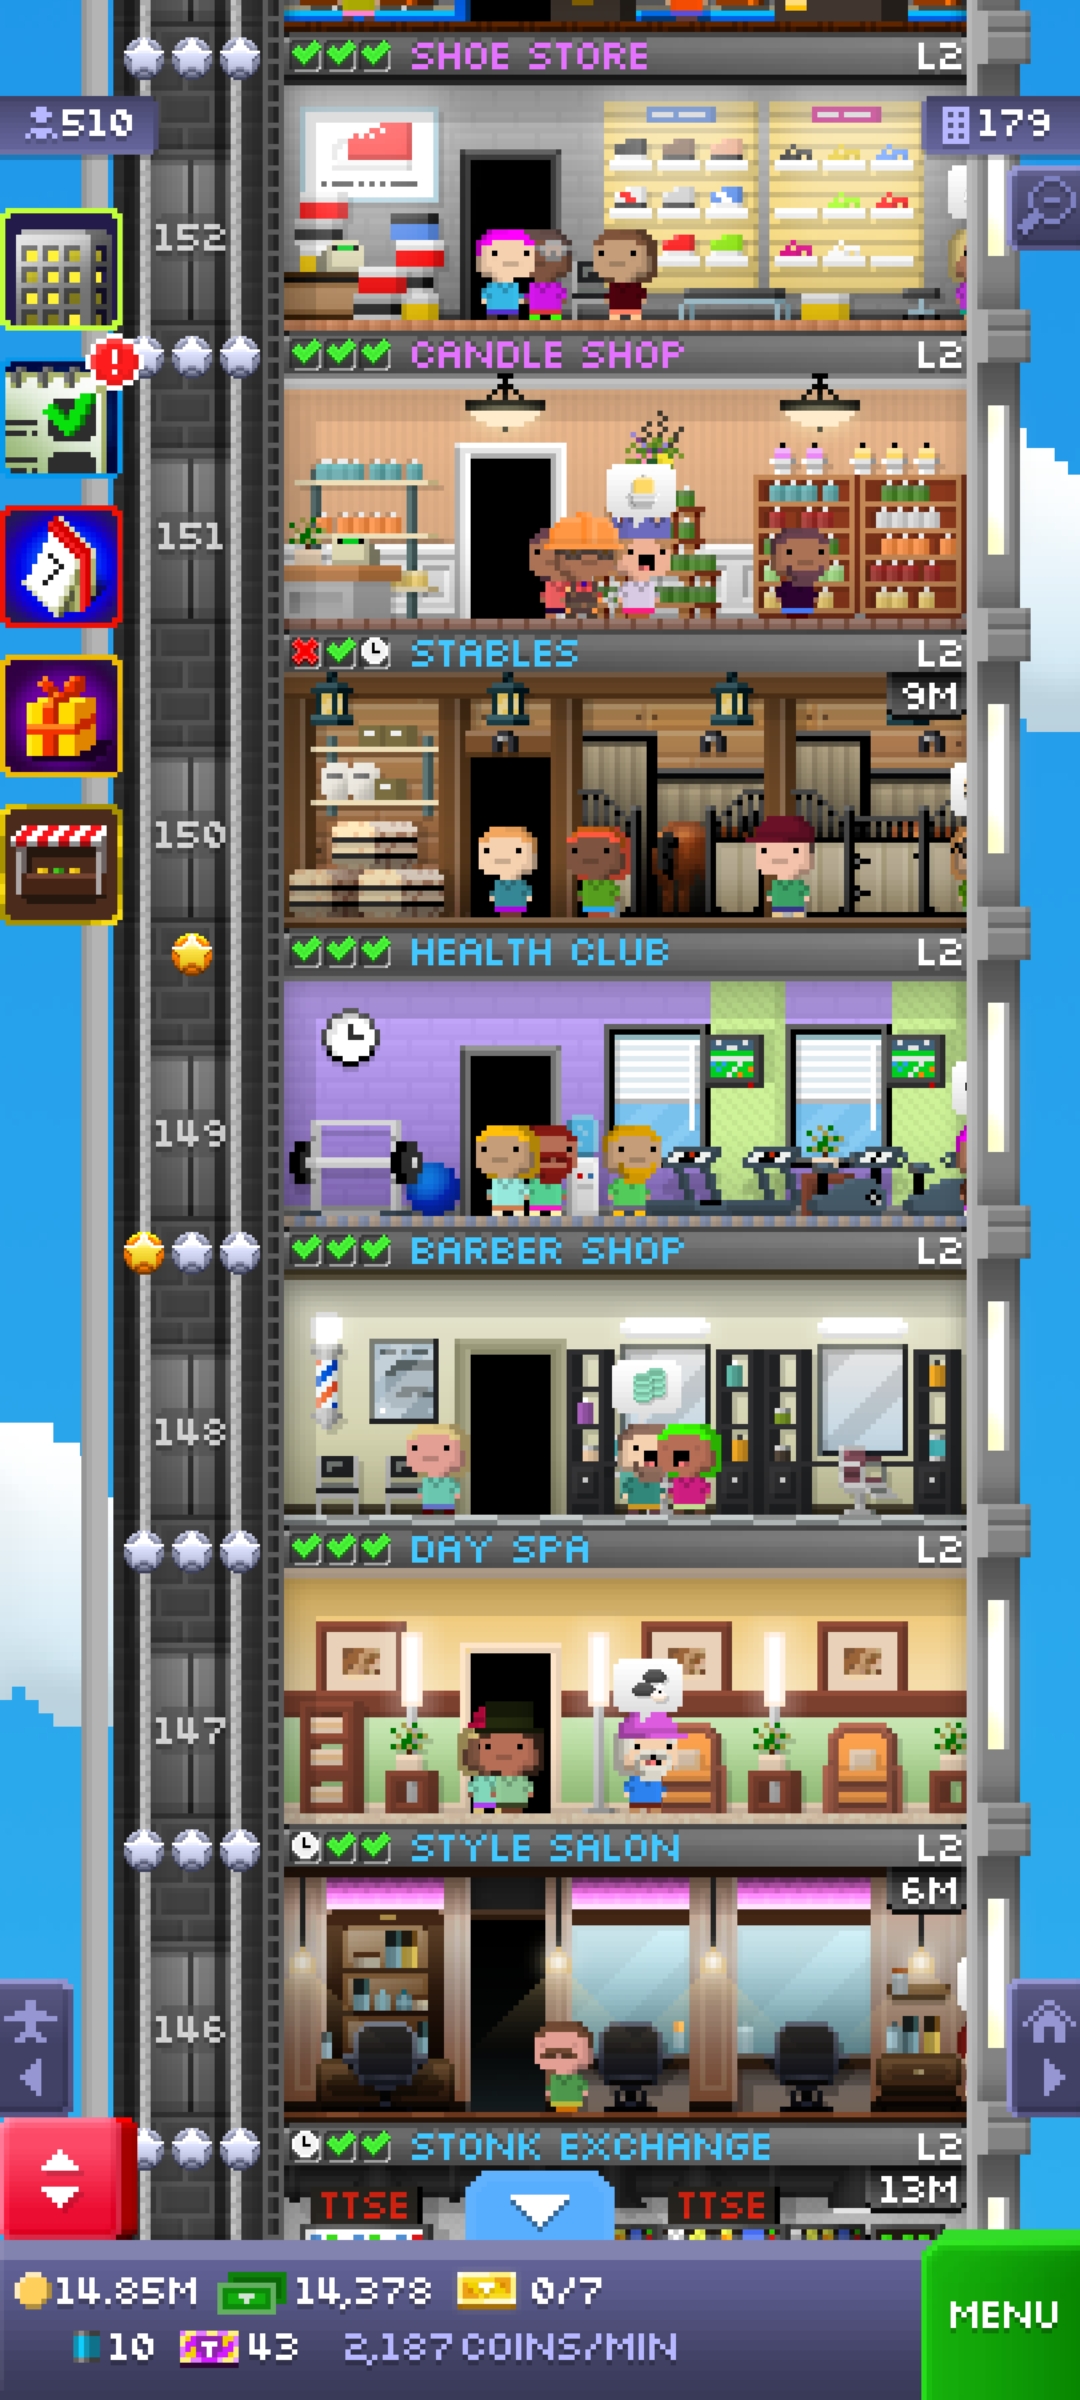 SHOE STORE L2
510
179
152
CANDLE SHOP L2
151
STABLES L2
9M
150
HEALTH CLUB L2
149
BARBER SHOP L2
148
DAY SPA L2
147
STYLE SALON L2
6M
146
STONK EXCHANGE L2
13M
TTSE TTSE
14.85M 14,378 0/7
10 43 2,187 COINS/MIN
MENU